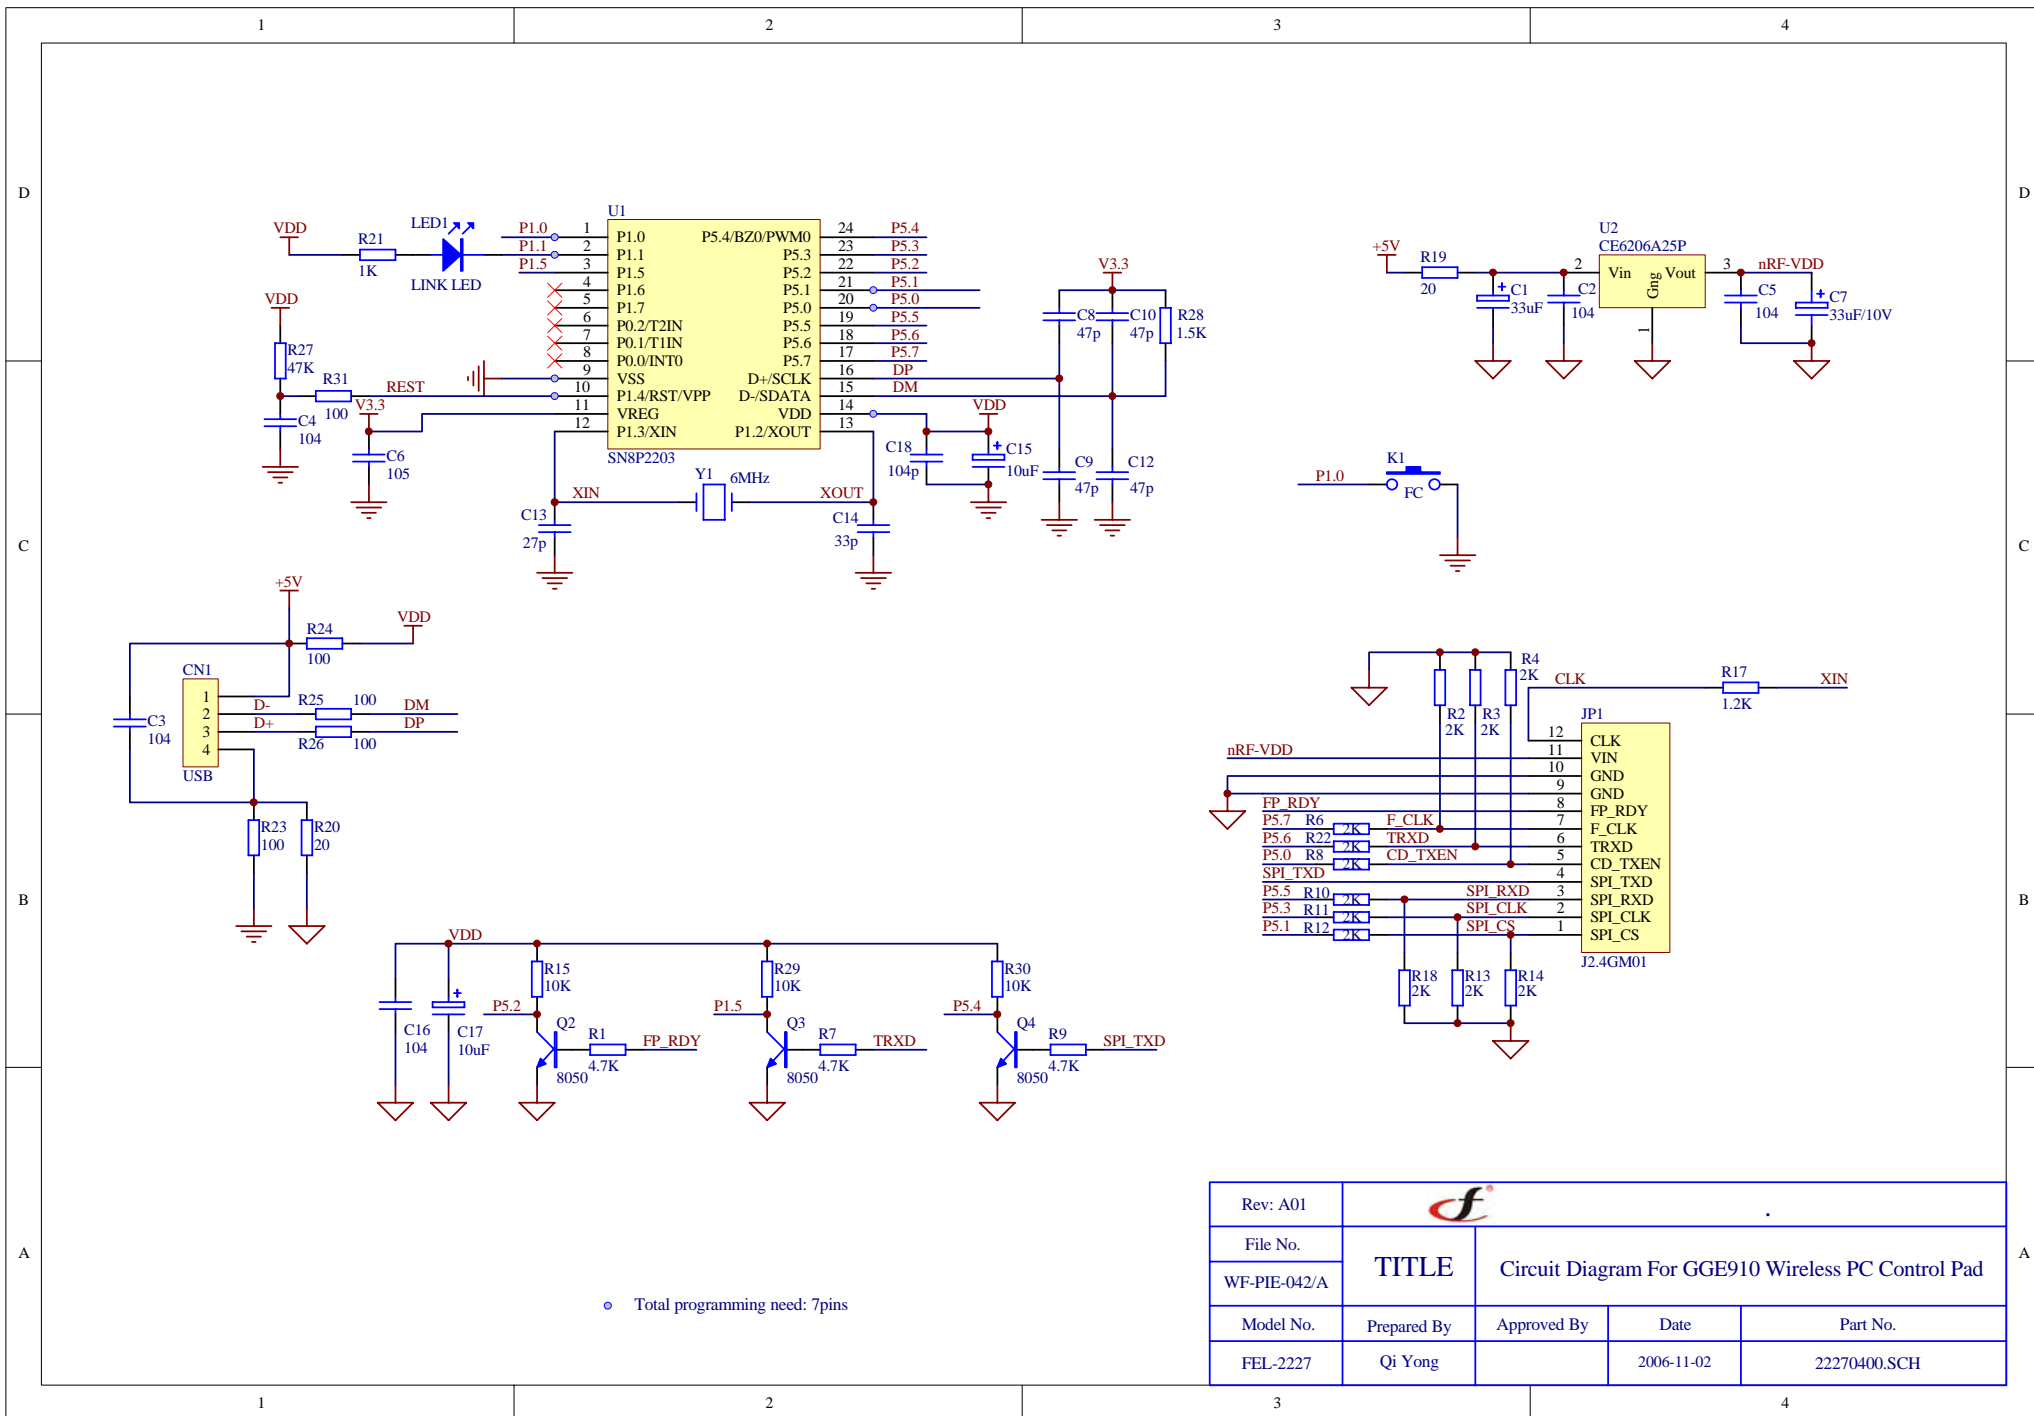 1 2 3 4
D D
C C
B B
A A
1 2 3 4
VDD
R21
1K
LED1
LINK LED
VDD
R27
47K
R31
100
REST
C4
104
V3.3
C6
105
U1
P1.0 1 P1.0 P5.4/BZ0/PWM0 24 P5.4
P1.1 2 P1.1 P5.3 23 P5.3
P1.5 3 P1.5 P5.2 22 P5.2
4 P1.6 P5.1 21 P5.1
5 P1.7 P5.0 20 P5.0
6 P0.2/T2IN P5.5 19 P5.5
7 P0.1/T1IN P5.6 18 P5.6
8 P0.0/INT0 P5.7 17 P5.7
9 VSS D+/SCLK 16 DP
10 P1.4/RST/VPP D-/SDATA 15 DM
11 VREG VDD 14
12 P1.3/XIN P1.2/XOUT 13
SN8P2203
XIN
Y1
6MHz
XOUT
C13
27p
C14
33p
VDD
C18
104p
+
C15
10uF
V3.3
C8
47p
C10
47p
R28
1.5K
C9
47p
C12
47p
+5V
R19
20
+
C1
33uF
C2
104
U2
CE6206A25P
2 Vin Gng Vout 3
1
nRF-VDD
C5
104
+
C7
33uF/10V
P1.0
K1
FC
+5V
R24
100
VDD
CN1
1
2
3
4
USB
D-
R25 100 DM
D+
R26 100 DP
C3
104
R23
100
R20
20
VDD
C16
104
+
C17
10uF
R15
10K
P5.2
Q2
8050
R1
4.7K
FP_RDY
R29
10K
P1.5
Q3
8050
R7
4.7K
TRXD
R30
10K
P5.4
Q4
8050
R9
4.7K
SPI_TXD
R2
2K
R3
2K
R4
2K
CLK
R17
1.2K
XIN
JP1
12 CLK
nRF-VDD 11 VIN
10 GND
9 GND
FP_RDY 8 FP_RDY
P5.7 R6 2K F_CLK 7 F_CLK
P5.6 R22 2K TRXD 6 TRXD
P5.0 R8 2K CD_TXEN 5 CD_TXEN
SPI_TXD 4 SPI_TXD
P5.5 R10 2K SPI_RXD 3 SPI_RXD
P5.3 R11 2K SPI_CLK 2 SPI_CLK
P5.1 R12 2K SPI_CS 1 SPI_CS
J2.4GM01
R18
2K
R13
2K
R14
2K
Total programming need: 7pins
Rev: A01
cf®
.
File No.
WF-PIE-042/A
TITLE
Circuit Diagram For GGE910 Wireless PC Control Pad
Model No. Prepared By Approved By Date Part No.
FEL-2227 Qi Yong 2006-11-02 22270400.SCH